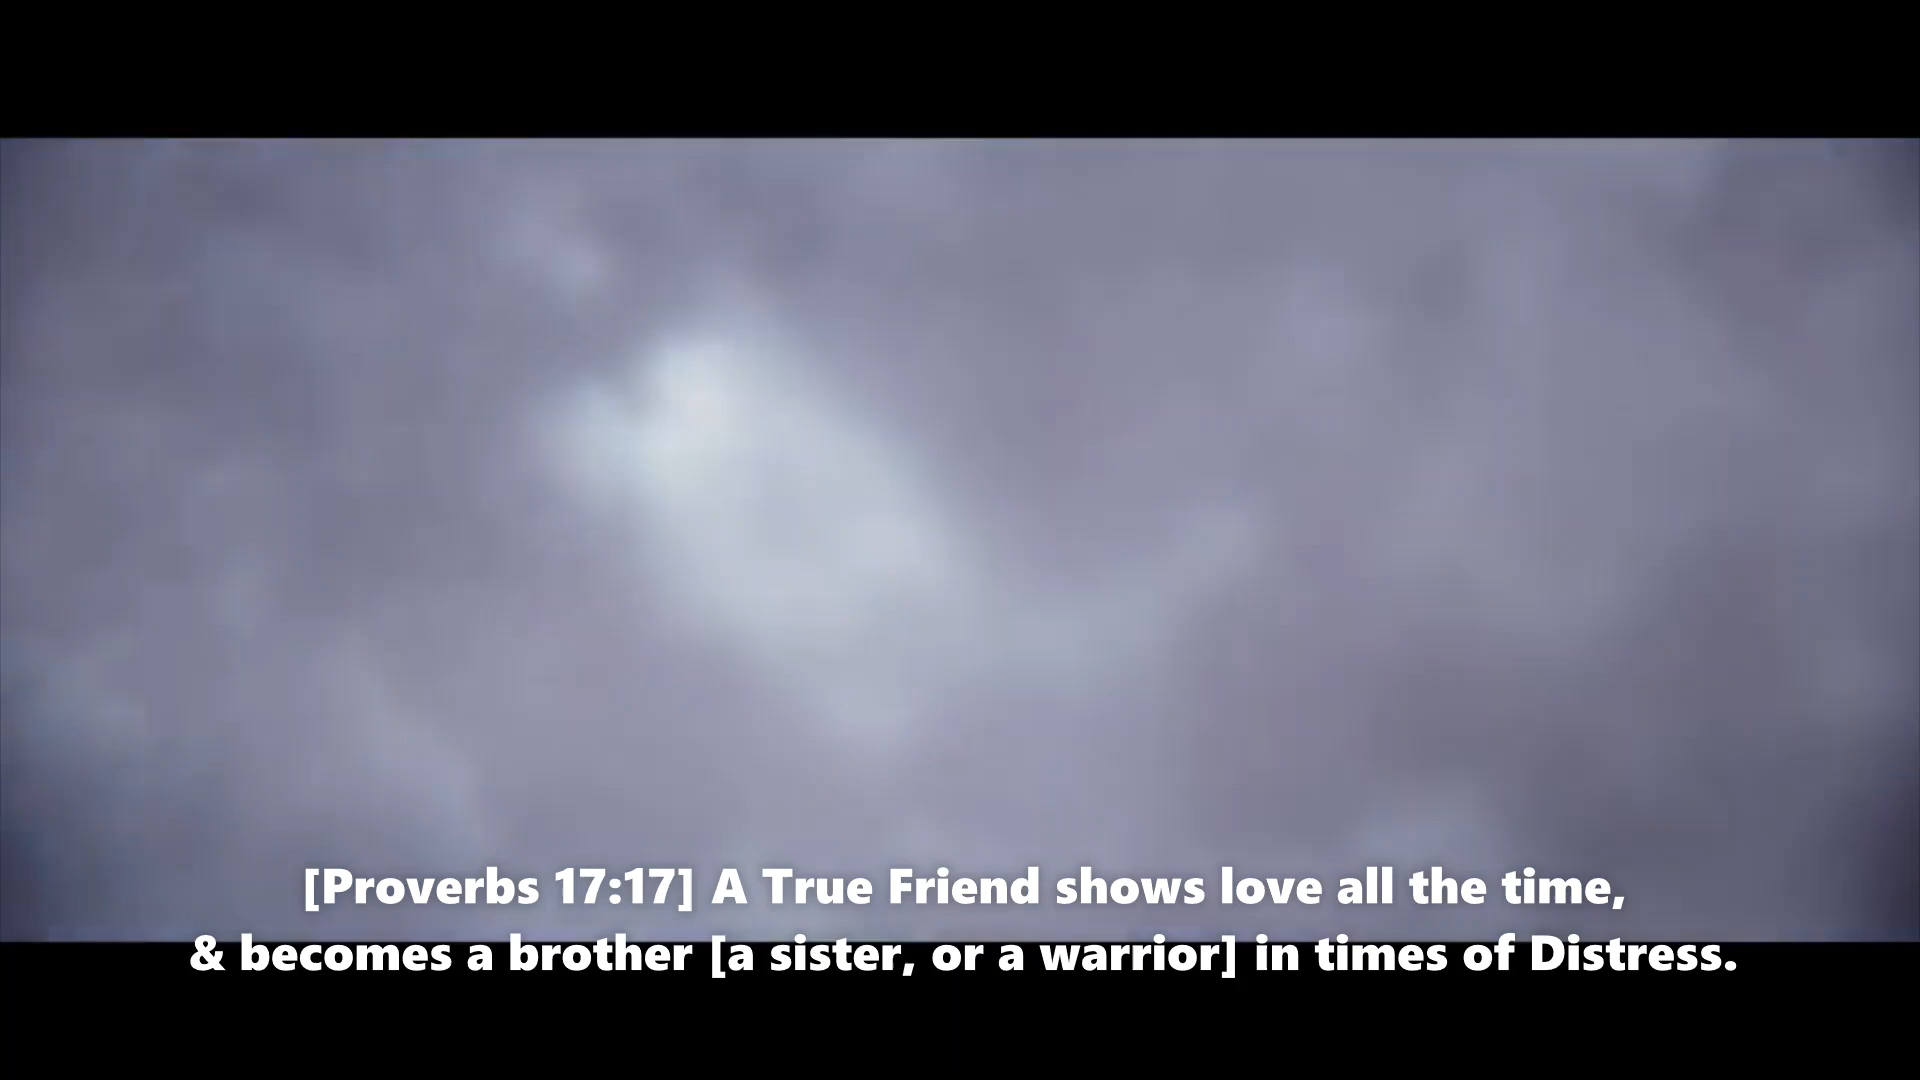 [Proverbs 17:17] A True Friend shows love all the time,
& becomes a brother [a sister, or a warrior] in times of Distress.